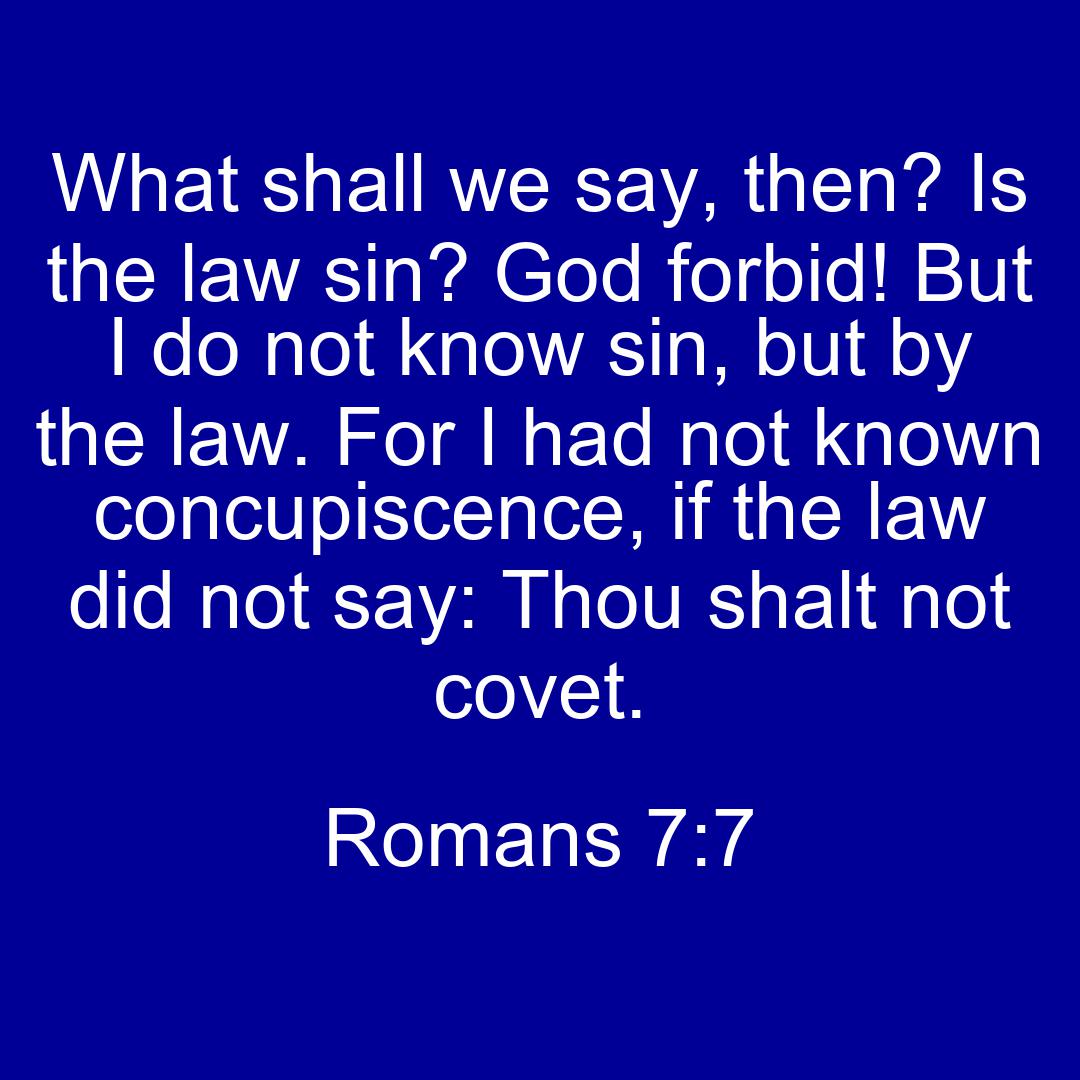 What shall we say, then? Is
the law sin? God forbid! But
I do not know sin, but by
the law. For I had not known
concupiscence, if the law
did not say: Thou shalt not
covet.
Romans 7:7